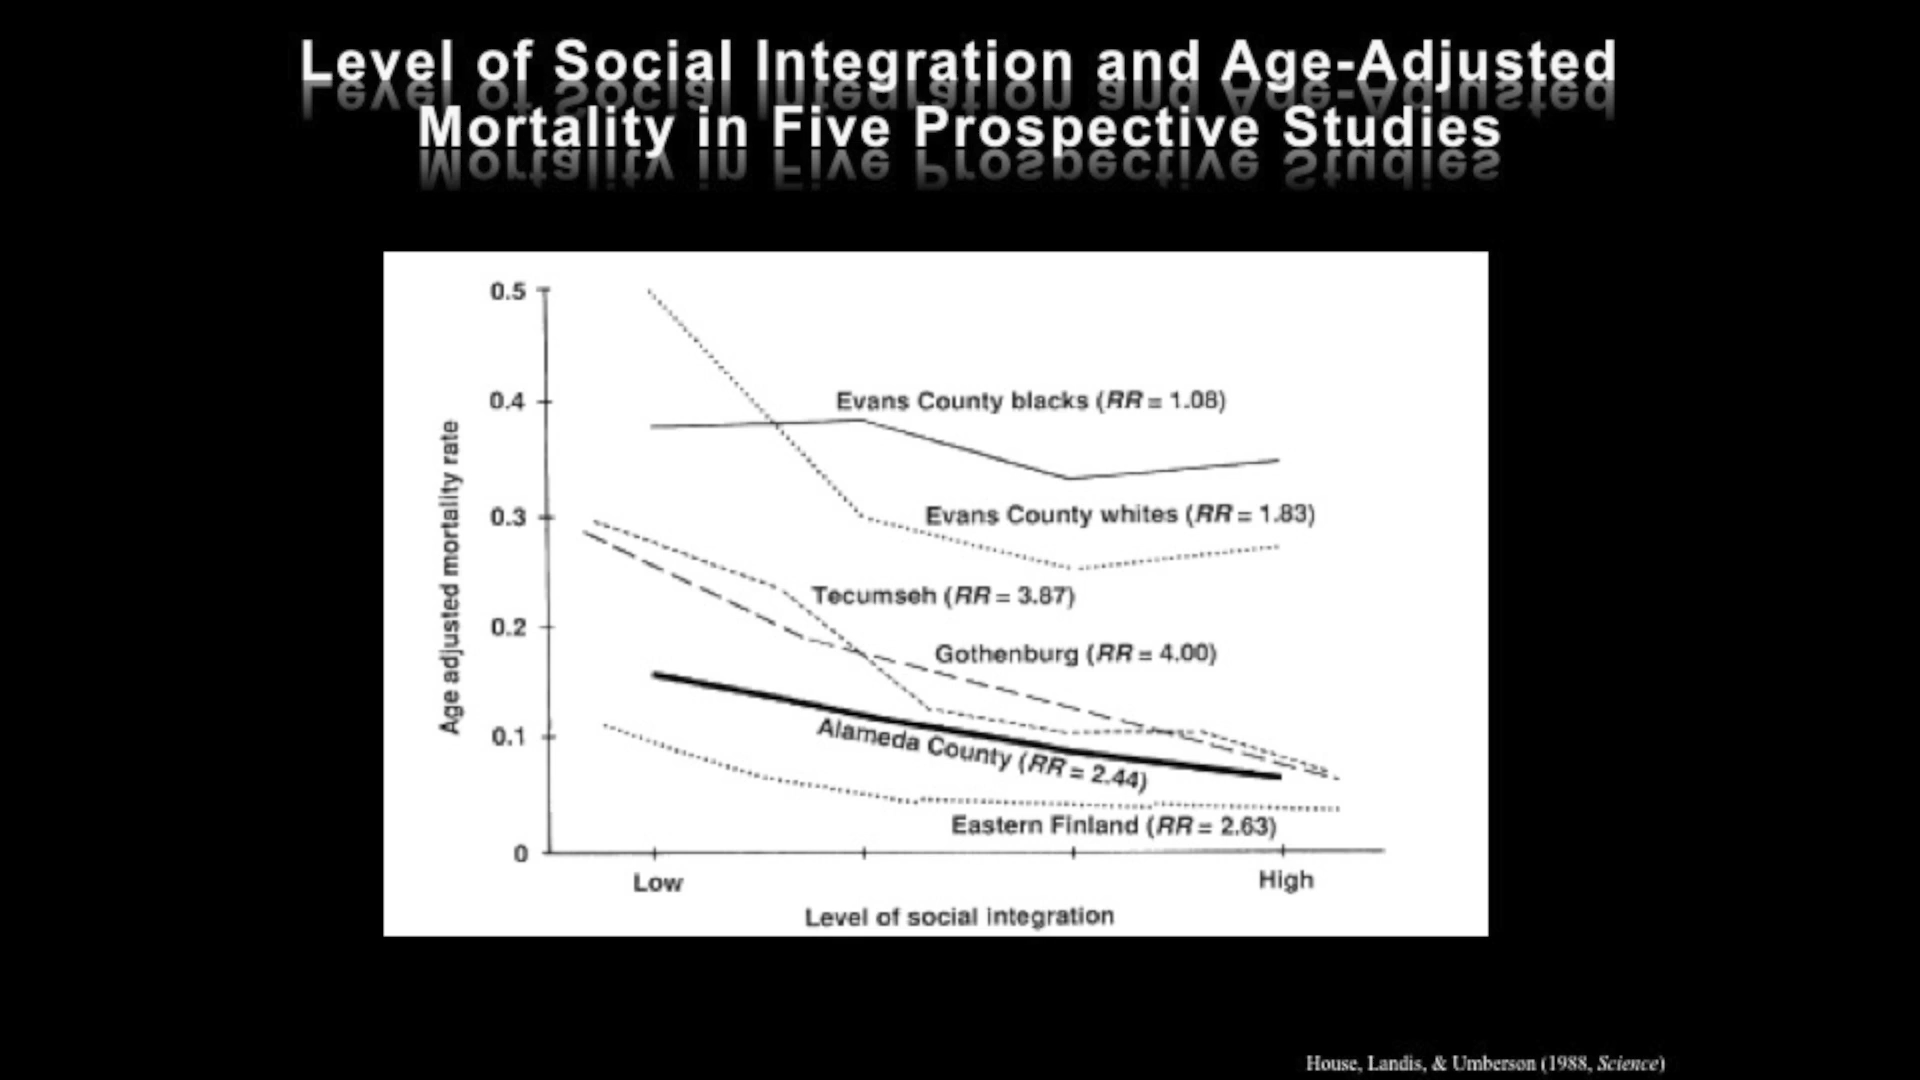 Level of Social Integration and Age-Adjusted
Mortality in Five Prospective Studies
0.5
0.4
0.3
0.2
0.1
0
Age adjusted mortality rate
Evans County blacks (RR = 1.08)
Evans County whites (RR = 1.83)
Tecumseh (RR = 3.87)
Gothenburg (RR = 4.00)
Alameda County (RR = 2.44)
Eastern Finland (RR = 2.63)
Low
High
Level of social integration
House, Landis, & Umberson (1988, Science)